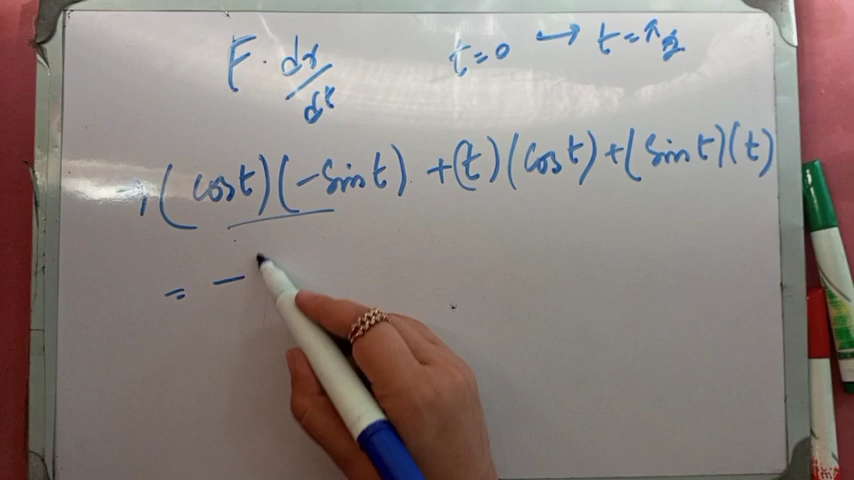 F · dr/dt t=0 → t=π/2
→ (cost)(-sint) + (t)(cost) + (sint)(t)
= -